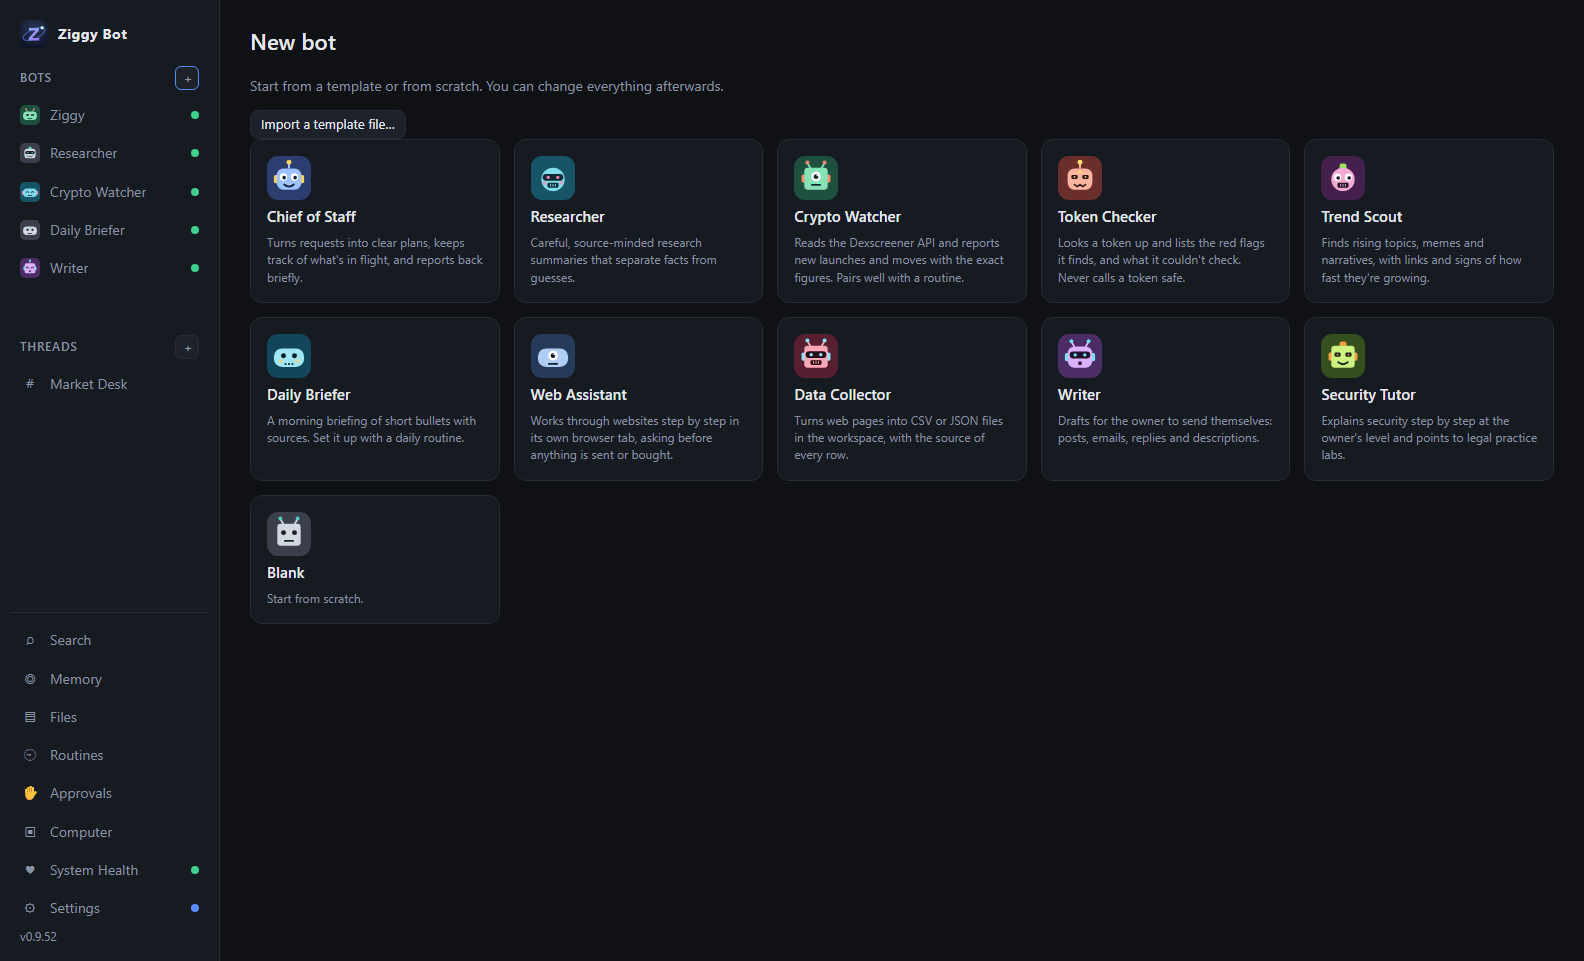 Ziggy Bot
BOTS
+
Ziggy
Researcher
Crypto Watcher
Daily Briefer
Writer
THREADS
+
# Market Desk
Search
Memory
Files
Routines
Approvals
Computer
System Health
Settings
v0.9.52
New bot
Start from a template or from scratch. You can change everything afterwards.
Import a template file...
Chief of Staff
Turns requests into clear plans, keeps
track of what's in flight, and reports back
briefly.
Researcher
Careful, source-minded research
summaries that separate facts from
guesses.
Crypto Watcher
Reads the Dexscreener API and reports
new launches and moves with the exact
figures. Pairs well with a routine.
Token Checker
Looks a token up and lists the red flags
it finds, and what it couldn't check.
Never calls a token safe.
Trend Scout
Finds rising topics, memes and
narratives, with links and signs of how
fast they're growing.
Daily Briefer
A morning briefing of short bullets with
sources. Set it up with a daily routine.
Web Assistant
Works through websites step by step in
its own browser tab, asking before
anything is sent or bought.
Data Collector
Turns web pages into CSV or JSON files
in the workspace, with the source of
every row.
Writer
Drafts for the owner to send themselves:
posts, emails, replies and descriptions.
Security Tutor
Explains security step by step at the
owner's level and points to legal practice
labs.
Blank
Start from scratch.